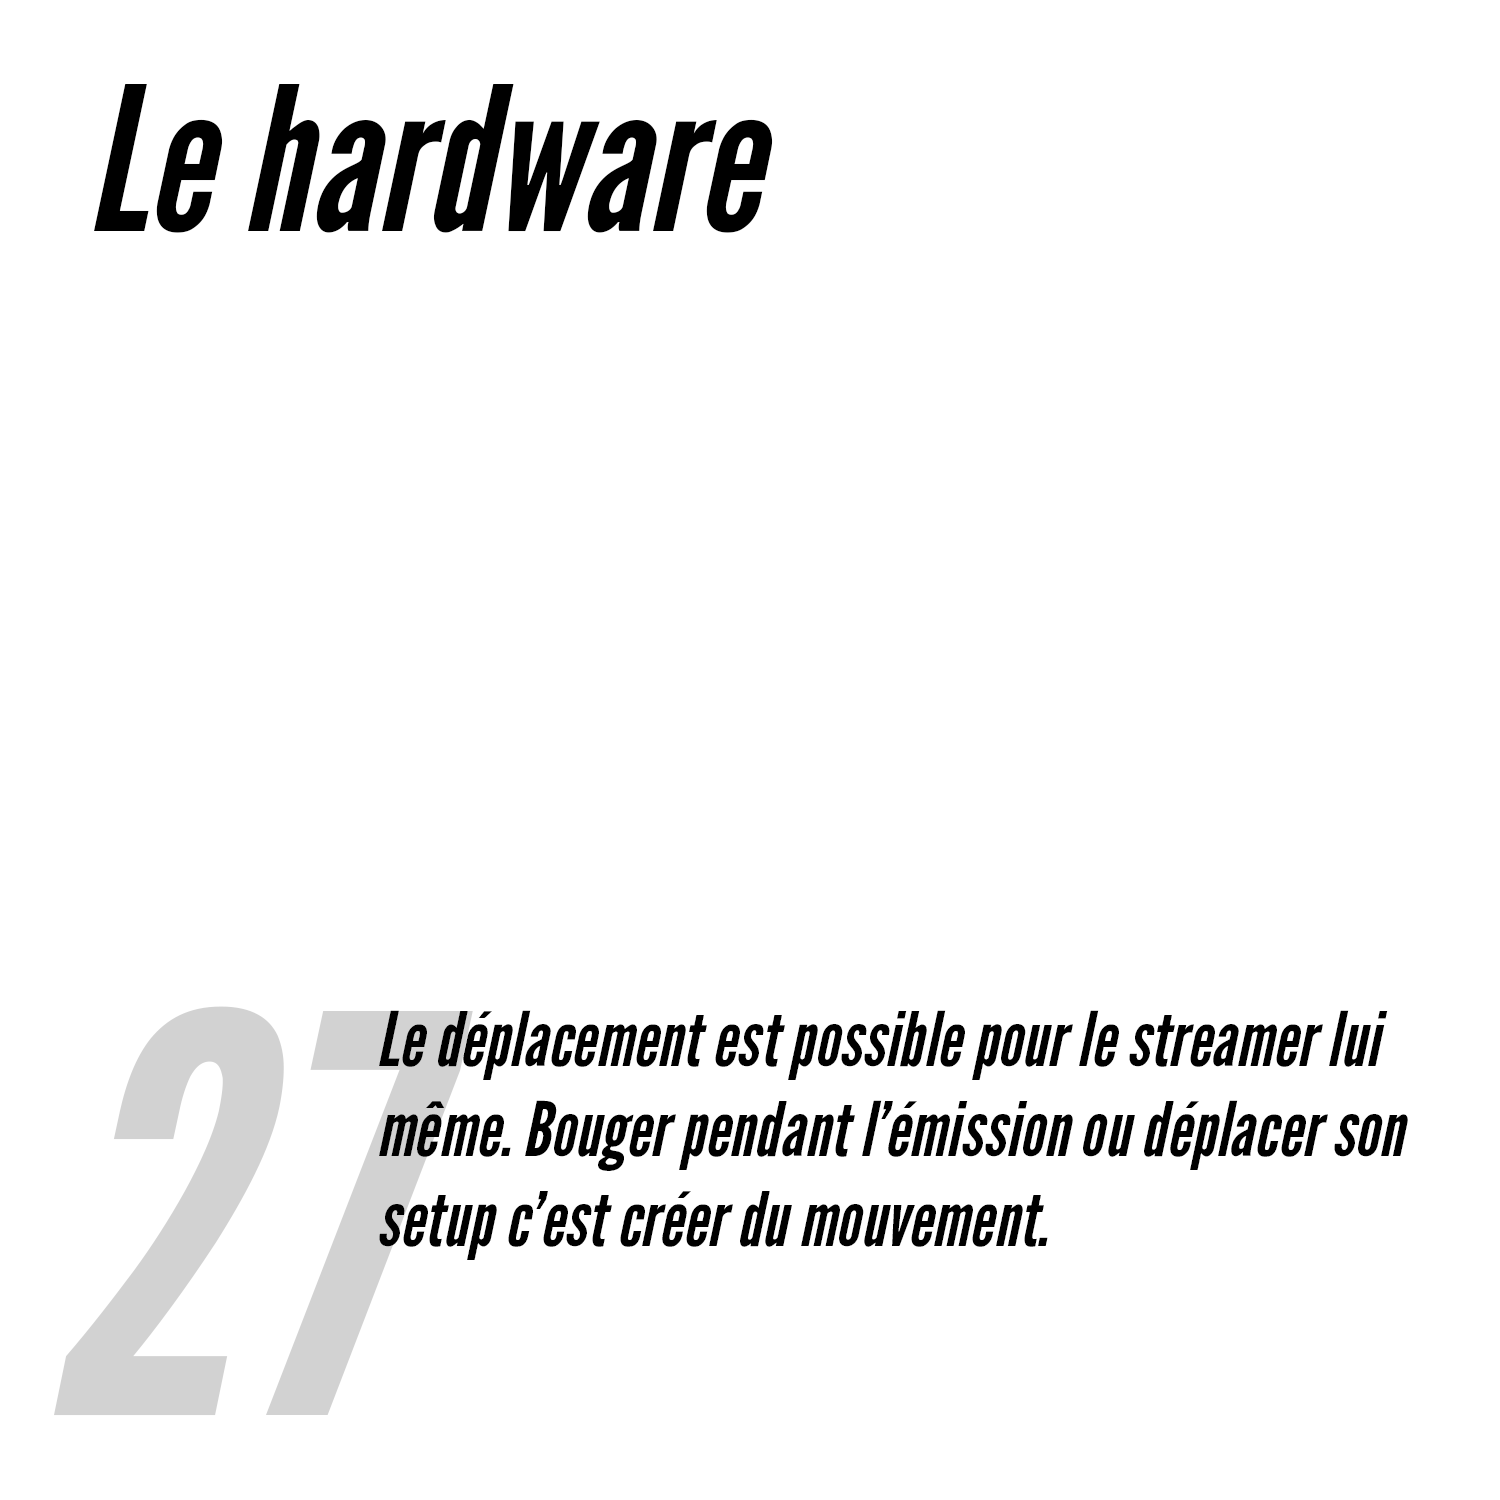 Le hardware
27
Le déplacement est possible pour le streamer lui
même. Bouger pendant l’émission ou déplacer son
setup c’est créer du mouvement.